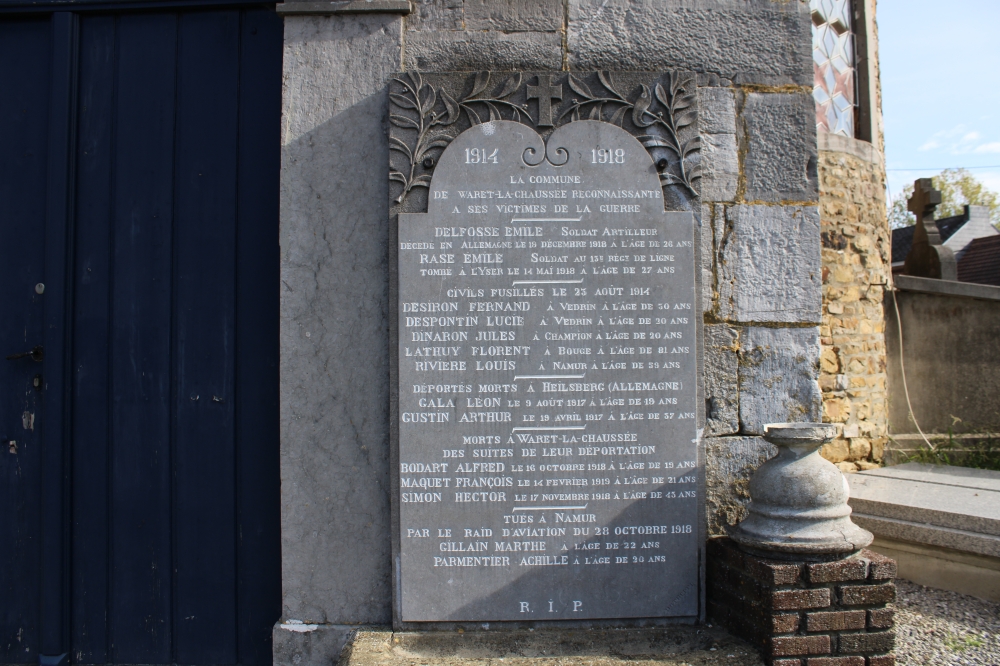 1914 1918
LA COMMUNE
DE WARET-LA-CHAUSSÉE RECONNAISSANTE
A SES VICTIMES DE LA GUERRE
DELFOSSE EMILE SOLDAT ARTILLEUR
DECEDE EN ALLEMAGNE LE 19 DÉCEMBRE 1918 À L'ÂGE DE 26 ANS
RASE EMILE SOLDAT AU 13e REGt DE LIGNE
TOMBE À L'YSER LE 14 MAI 1918 À L'ÂGE DE 27 ANS
CIVILS FUSILLÉS LE 23 AOÛT 1914
DESIRON FERNAND À VEDRIN À L'ÂGE DE 30 ANS
DESPONTIN LUCIE À VEDRIN À L'ÂGE DE 20 ANS
DINARON JULES À CHAMPION À L'ÂGE DE 20 ANS
LATHUY FLORENT À BOUGE À L'ÂGE DE 81 ANS
RIVIERE LOUIS À NAMUR À L'ÂGE DE 59 ANS
DÉPORTÉS MORTS À HEILSBERG (ALLEMAGNE)
GALA LÉON LE 9 AOÛT 1917 À L'ÂGE DE 19 ANS
GUSTIN ARTHUR LE 19 AVRIL 1917 À L'ÂGE DE 37 ANS
MORTS À WARET-LA-CHAUSSÉE
DES SUITES DE LEUR DÉPORTATION
BODART ALFRED LE 16 OCTOBRE 1918 À L'ÂGE DE 19 ANS
MAQUET FRANÇOIS LE 14 FÉVRIER 1919 À L'ÂGE DE 21 ANS
SIMON HECTOR LE 17 NOVEMBRE 1918 À L'ÂGE DE 43 ANS
TUÉS À NAMUR
PAR LE RAÏD D'AVIATION DU 28 OCTOBRE 1918
GILLAIN MARTHE À L'ÂGE DE 22 ANS
PARMENTIER ACHILLE À L'ÂGE DE 26 ANS
R. I. P.